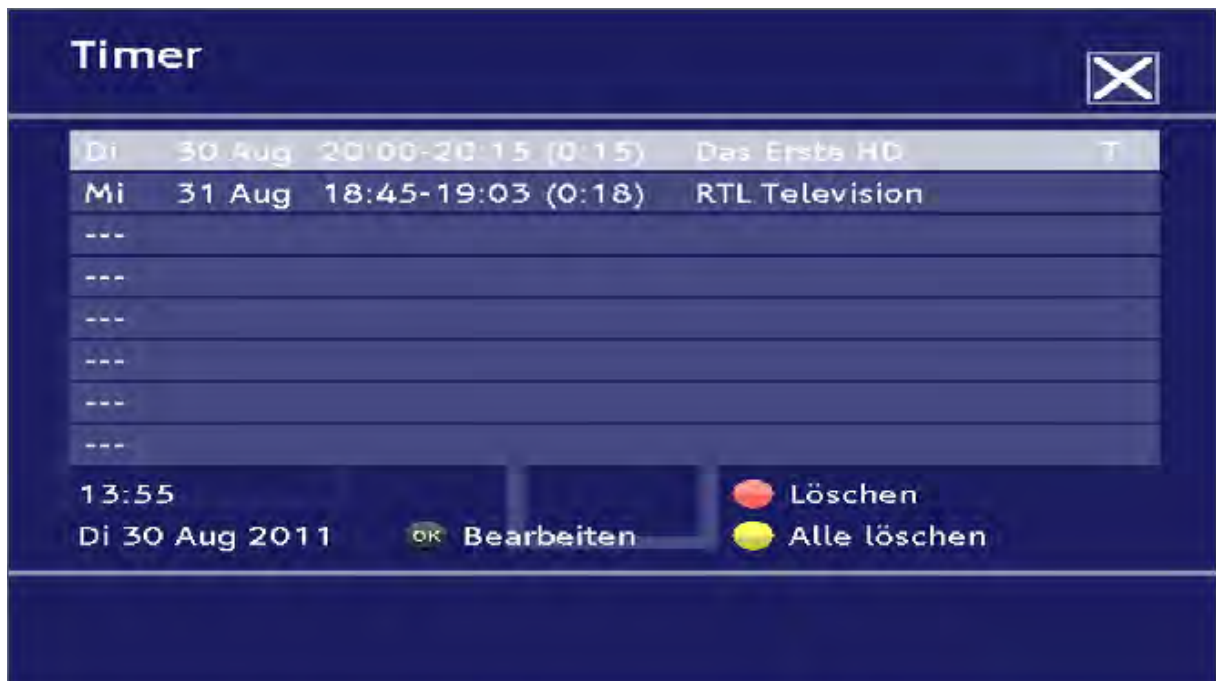 Timer
Di 30 Aug 20:00-20:15 (0:15) Das Erste HD T
Mi 31 Aug 18:45-19:03 (0:18) RTL Television
---
---
---
---
---
---
13:55 Löschen
Di 30 Aug 2011 OK Bearbeiten Alle löschen